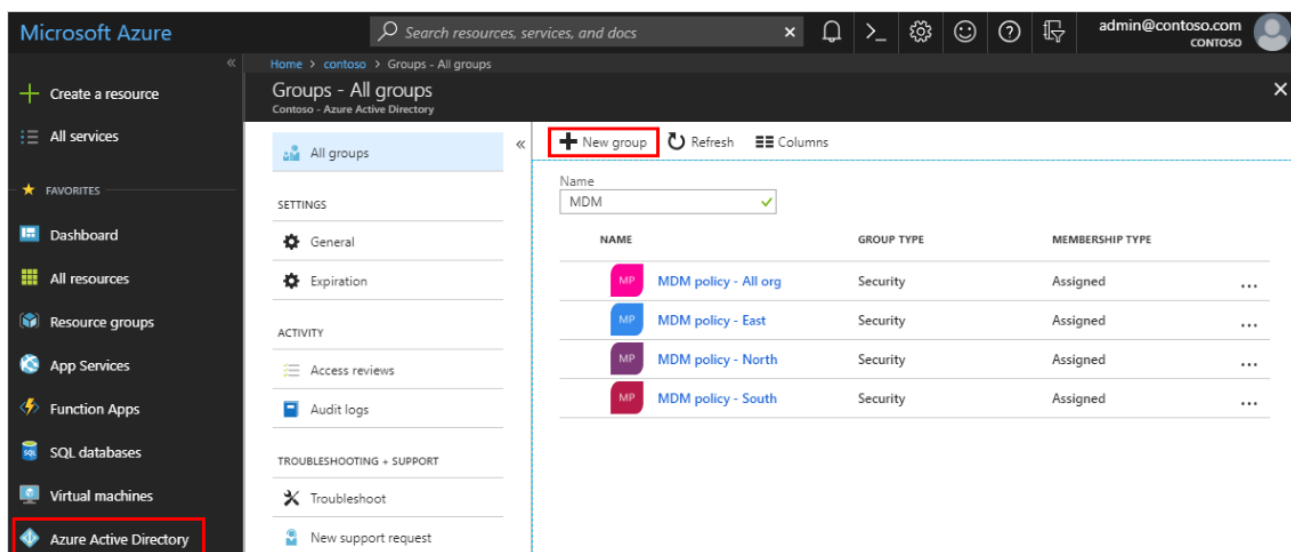 Microsoft Azure
Search resources, services, and docs
admin@contoso.com
CONTOSO
Create a resource
All services
FAVORITES
Dashboard
All resources
Resource groups
App Services
Function Apps
SQL databases
Virtual machines
Azure Active Directory
Home > contoso > Groups - All groups
Groups - All groups
Contoso - Azure Active Directory
All groups
SETTINGS
General
Expiration
ACTIVITY
Access reviews
Audit logs
TROUBLESHOOTING + SUPPORT
Troubleshoot
New support request
New group Refresh Columns
Name
MDM
NAME GROUP TYPE MEMBERSHIP TYPE
MP MDM policy - All org Security Assigned ...
MP MDM policy - East Security Assigned ...
MP MDM policy - North Security Assigned ...
MP MDM policy - South Security Assigned ...